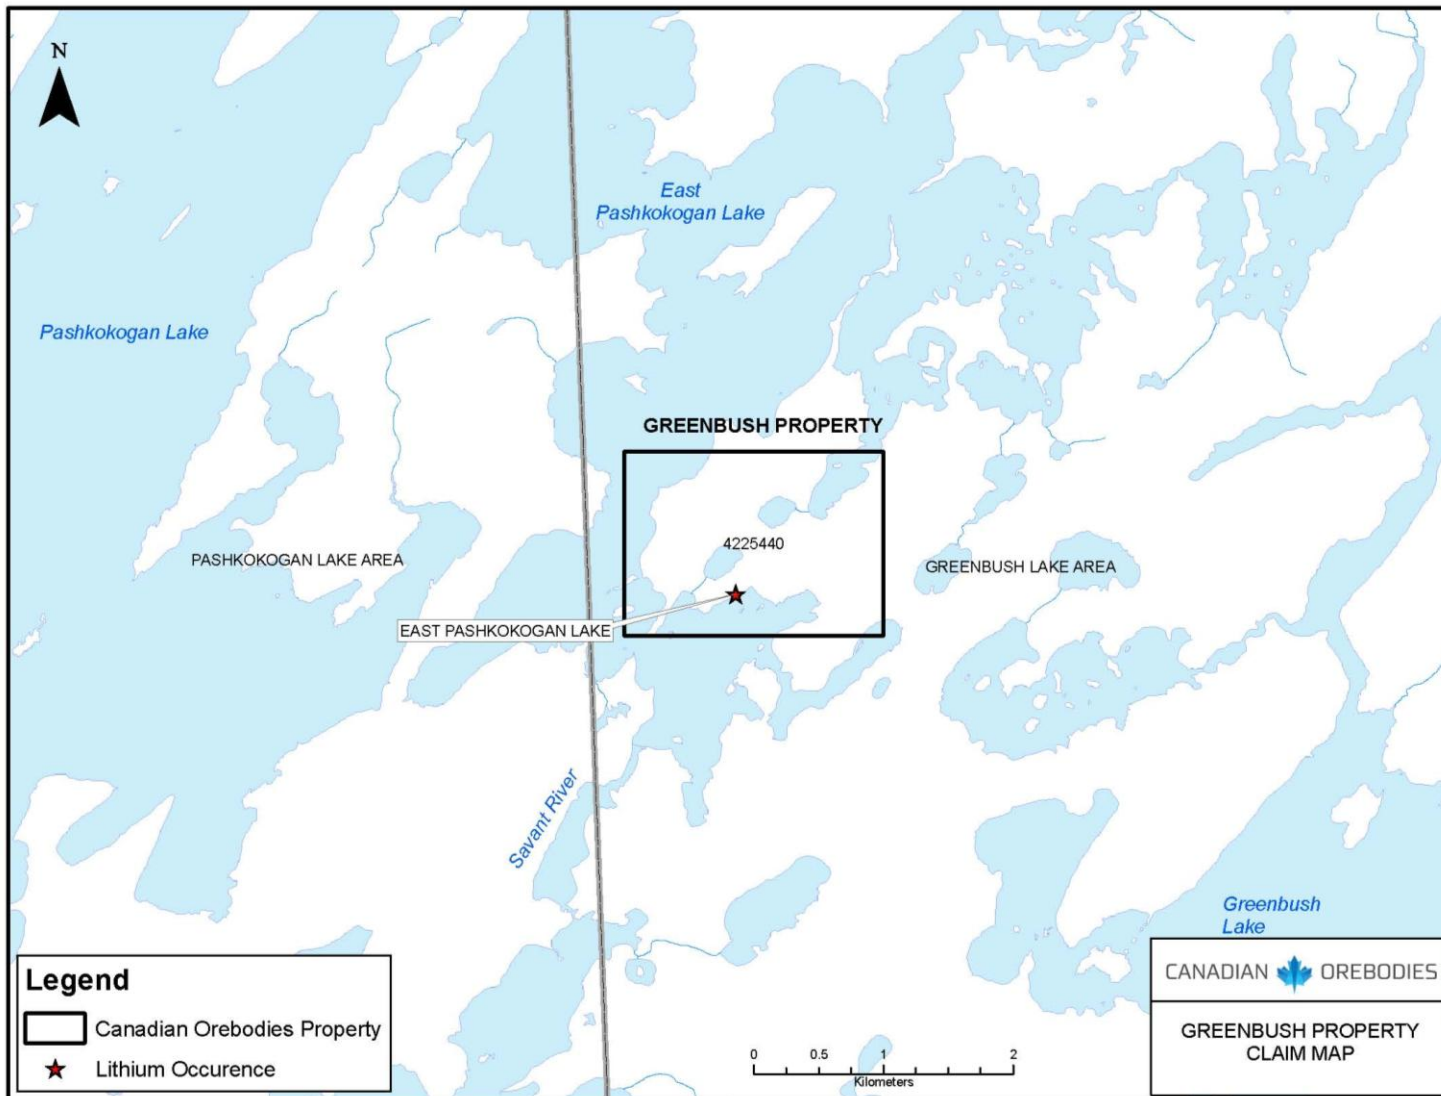 N
East
Pashkokogan Lake
Pashkokogan Lake
GREENBUSH PROPERTY
4225440
PASHKOKOGAN LAKE AREA
GREENBUSH LAKE AREA
EAST PASHKOKOGAN LAKE
Savant River
Greenbush
Lake
Legend
Canadian Orebodies Property
Lithium Occurence
0 0.5 1 2
Kilometers
CANADIAN OREBODIES
GREENBUSH PROPERTY
CLAIM MAP